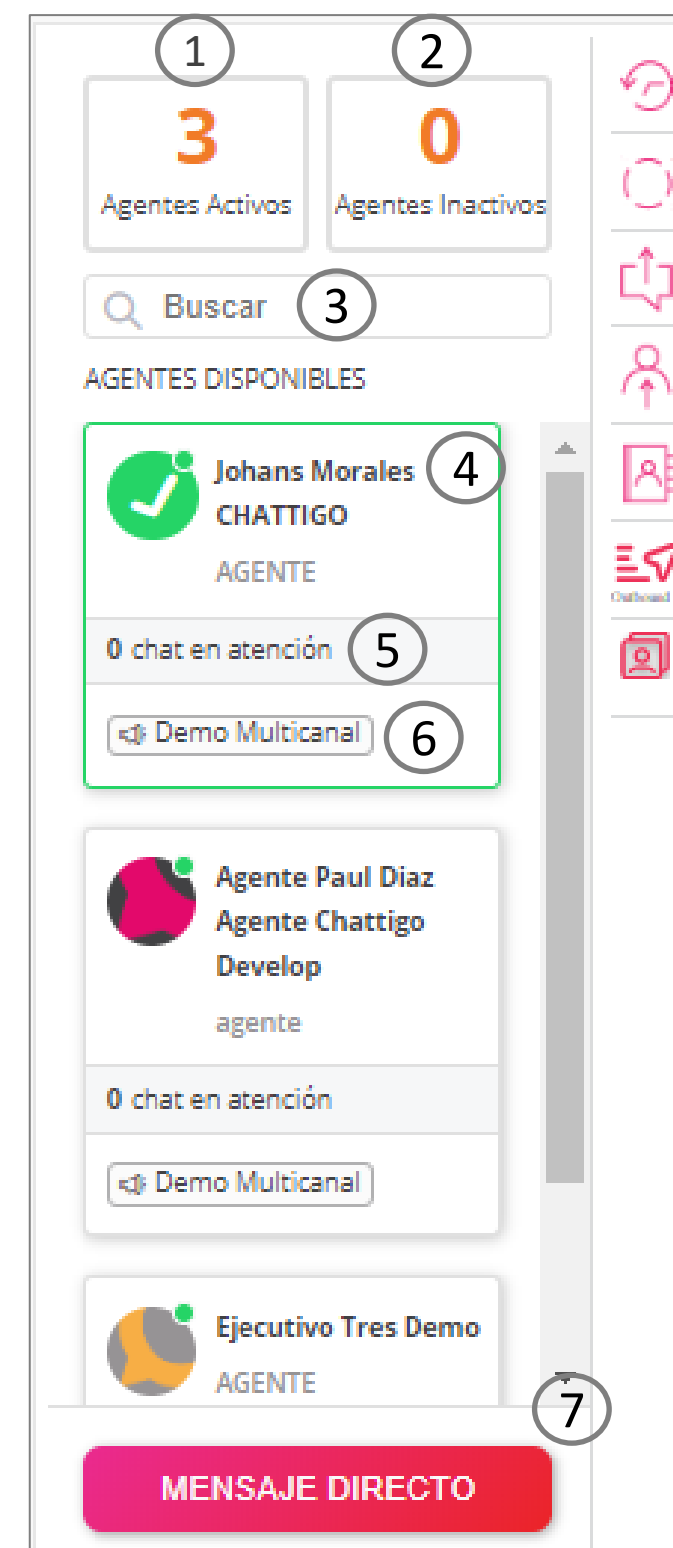 1
2
3
0
Agentes Activos
Agentes Inactivos
Buscar
3
AGENTES DISPONIBLES
Johans Morales
4
CHATTIGO
AGENTE
0 chat en atención
5
Demo Multicanal
6
Agente Paul Diaz
Agente Chattigo
Develop
agente
0 chat en atención
Demo Multicanal
Ejecutivo Tres Demo
AGENTE
7
MENSAJE DIRECTO
Outbound